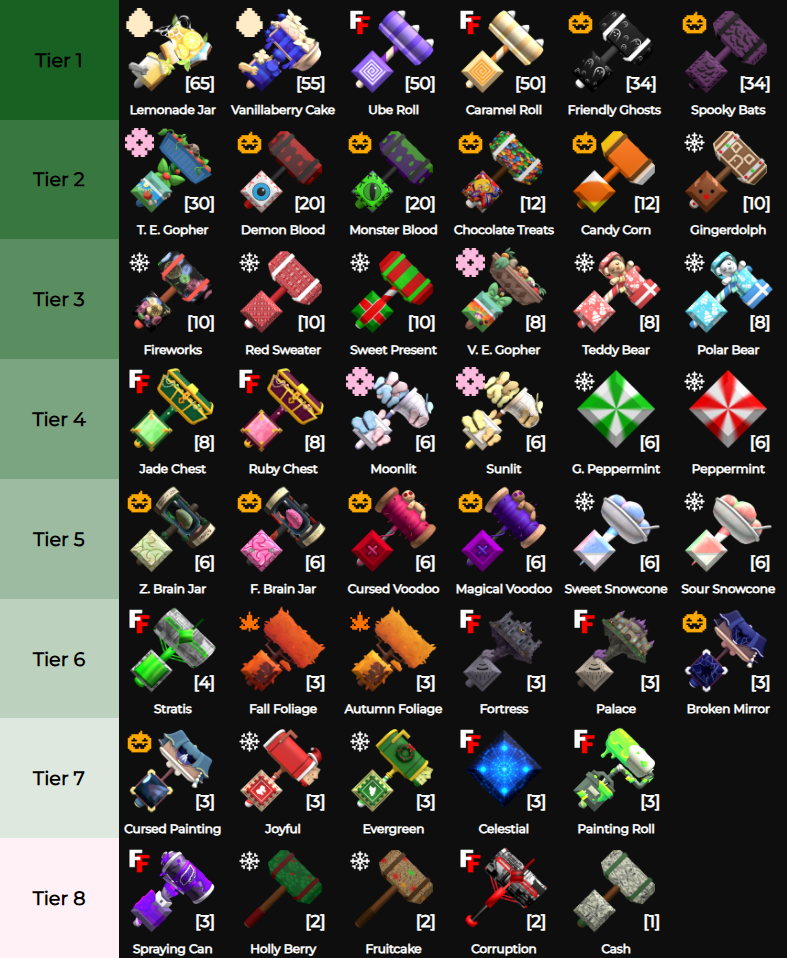 Tier 1
[65] [55] [50] [50] [34] [34]
Lemonade Jar Vanillaberry Cake Ube Roll Caramel Roll Friendly Ghosts Spooky Bats
Tier 2
[30] [20] [20] [12] [12] [10]
T. E. Gopher Demon Blood Monster Blood Chocolate Treats Candy Corn Gingerdolph
Tier 3
[10] [10] [10] [8] [8] [8]
Fireworks Red Sweater Sweet Present V. E. Gopher Teddy Bear Polar Bear
Tier 4
[8] [8] [6] [6] [6] [6]
Jade Chest Ruby Chest Moonlit Sunlit G. Peppermint Peppermint
Tier 5
[6] [6] [6] [6] [6] [6]
Z. Brain Jar F. Brain Jar Cursed Voodoo Magical Voodoo Sweet Snowcone Sour Snowcone
Tier 6
[4] [3] [3] [3] [3] [3]
Stratis Fall Foliage Autumn Foliage Fortress Palace Broken Mirror
Tier 7
[3] [3] [3] [3] [3]
Cursed Painting Joyful Evergreen Celestial Painting Roll
Tier 8
[3] [2] [2] [2] [1]
Spraying Can Holly Berry Fruitcake Corruption Cash